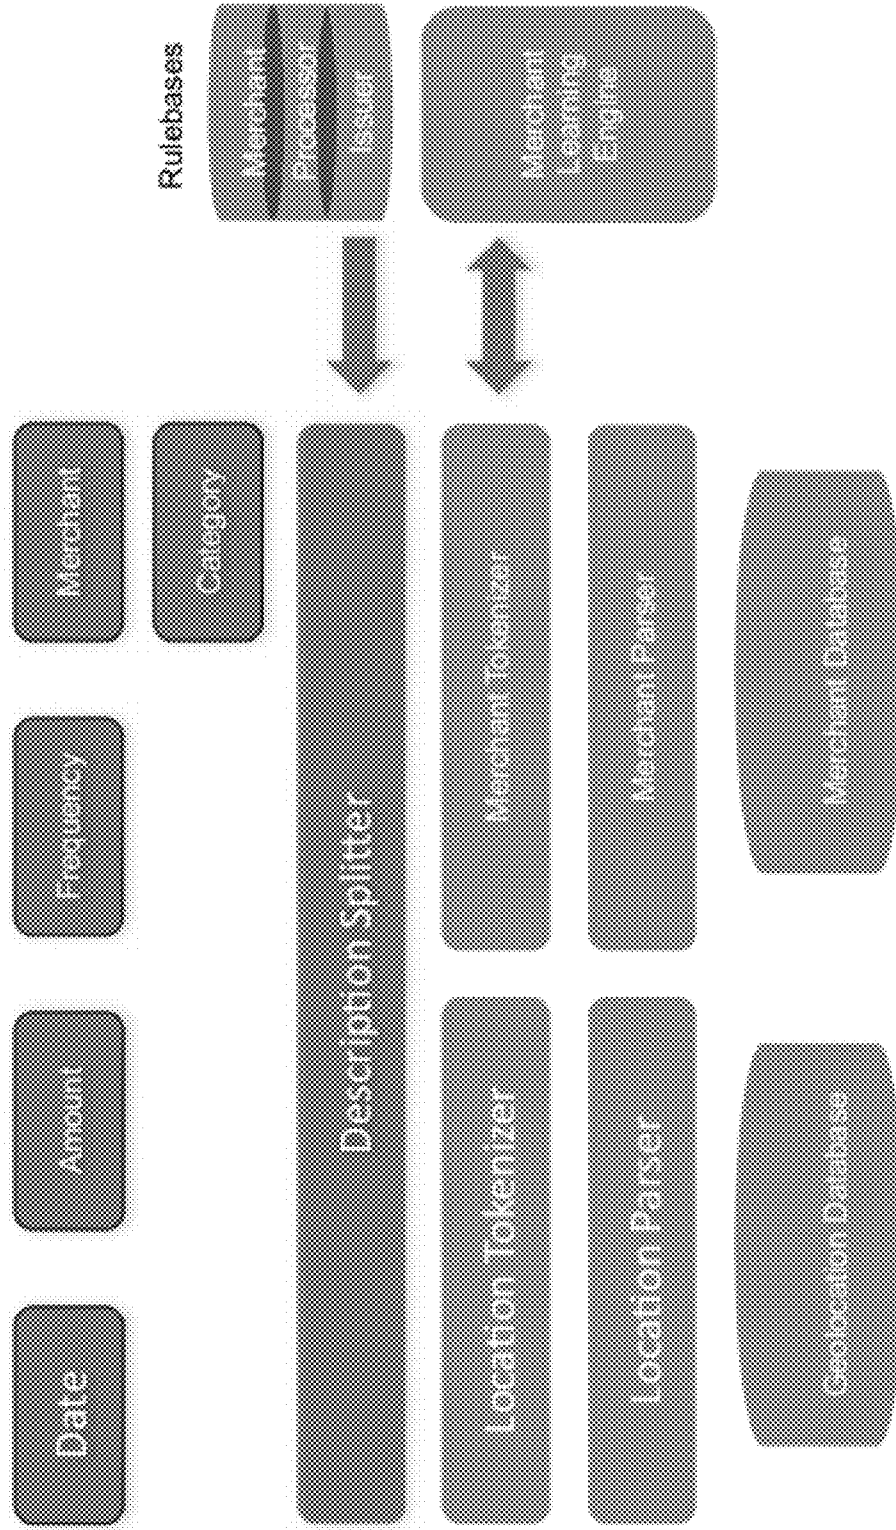 Date
Amount
Frequency
Merchant
Category
Description Splitter
Location Tokenizer
Merchant Tokenizer
Location Parser
Merchant Parser
Geolocation Database
Merchant Database
Rulebases
Merchant
Processor
Issuer
Merchant
Learning
Engine